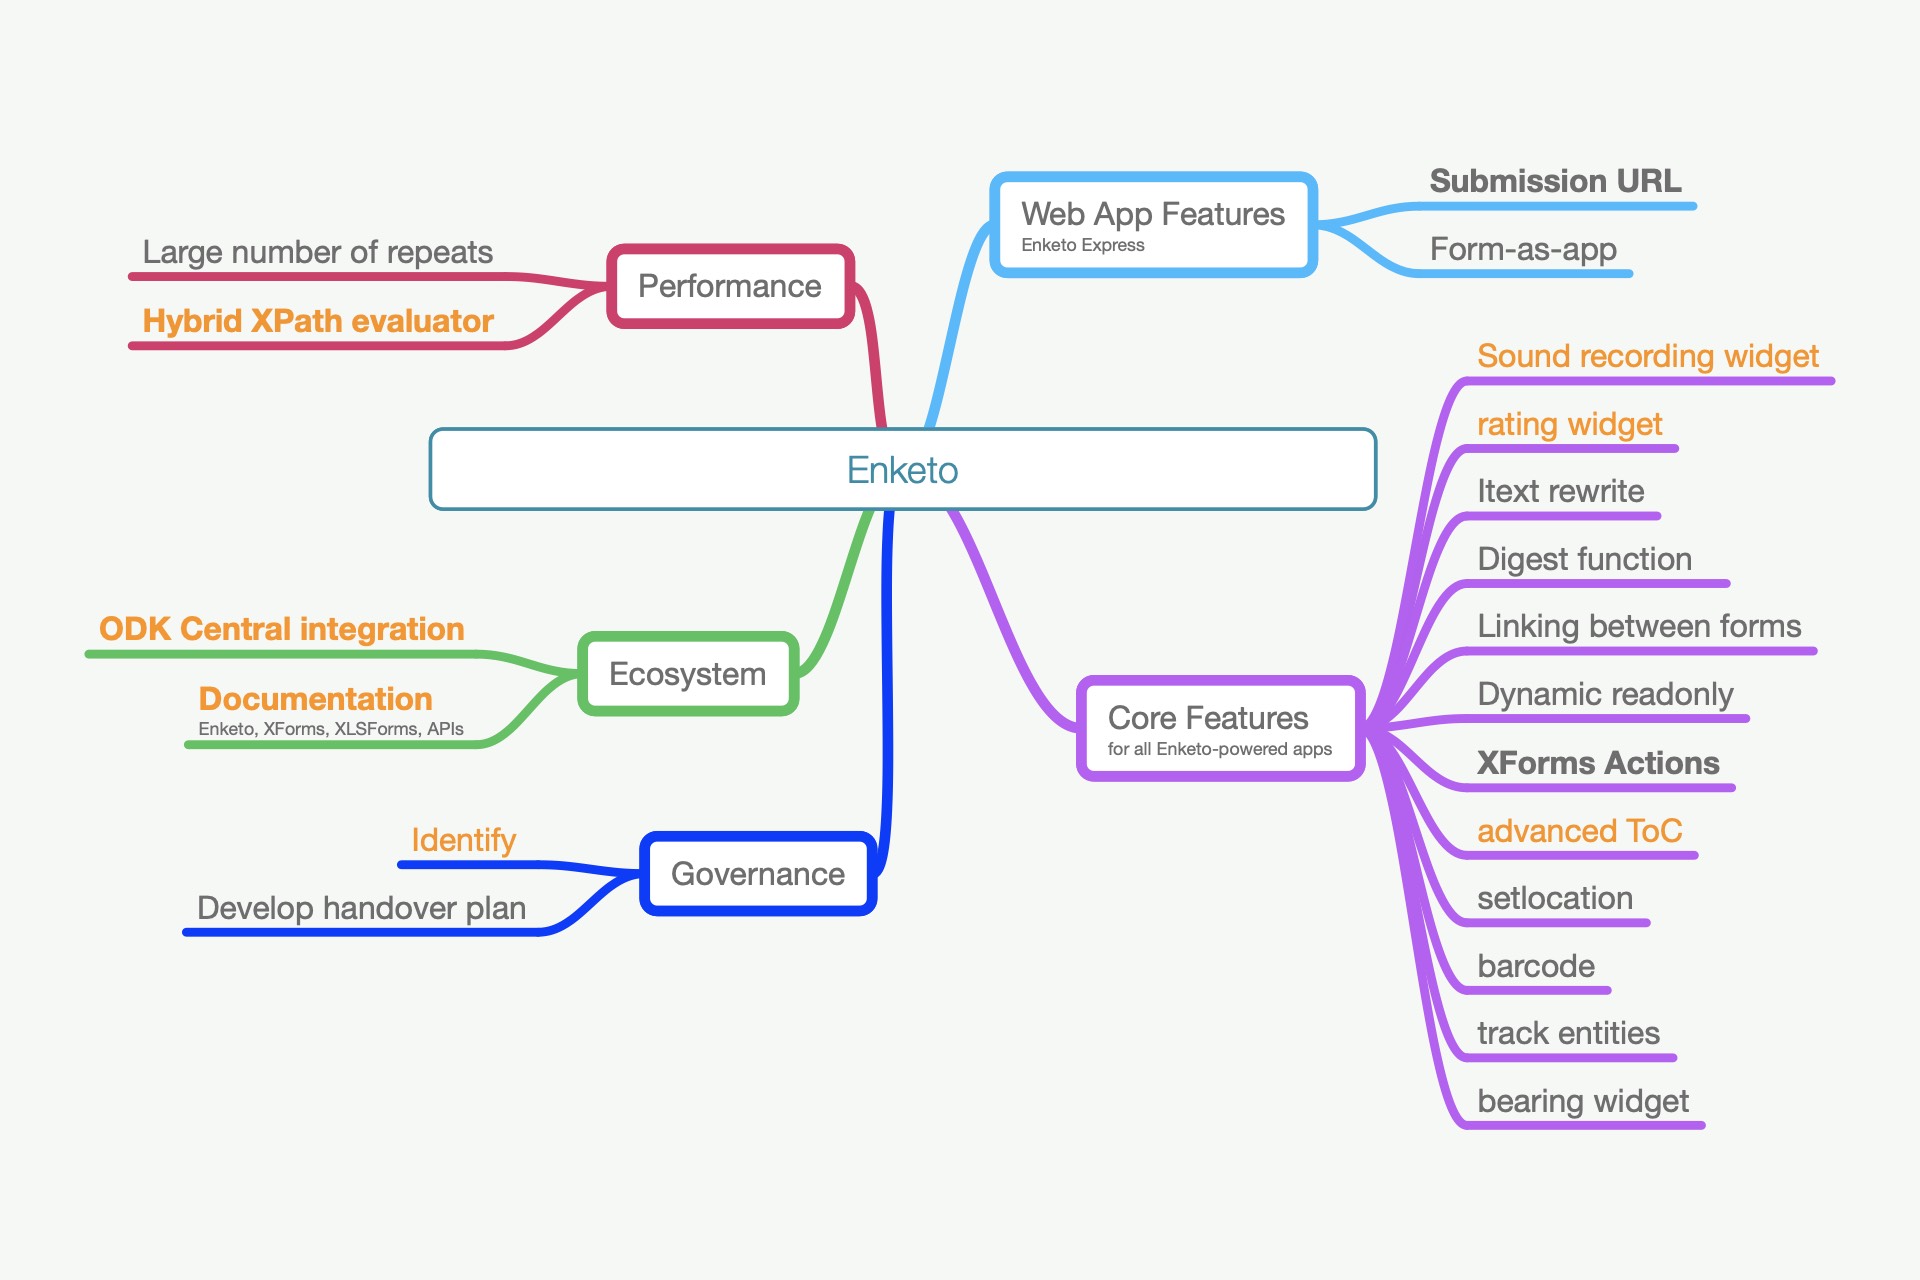 Submission URL
Web App Features
Enketo Express
Form-as-app
Large number of repeats
Performance
Hybrid XPath evaluator
Sound recording widget
rating widget
Enketo
Itext rewrite
Digest function
Linking between forms
ODK Central integration
Ecosystem
Documentation
Enketo, XForms, XLSForms, APIs
Dynamic readonly
Core Features
for all Enketo-powered apps
XForms Actions
advanced ToC
setlocation
barcode
track entities
bearing widget
Identify
Governance
Develop handover plan